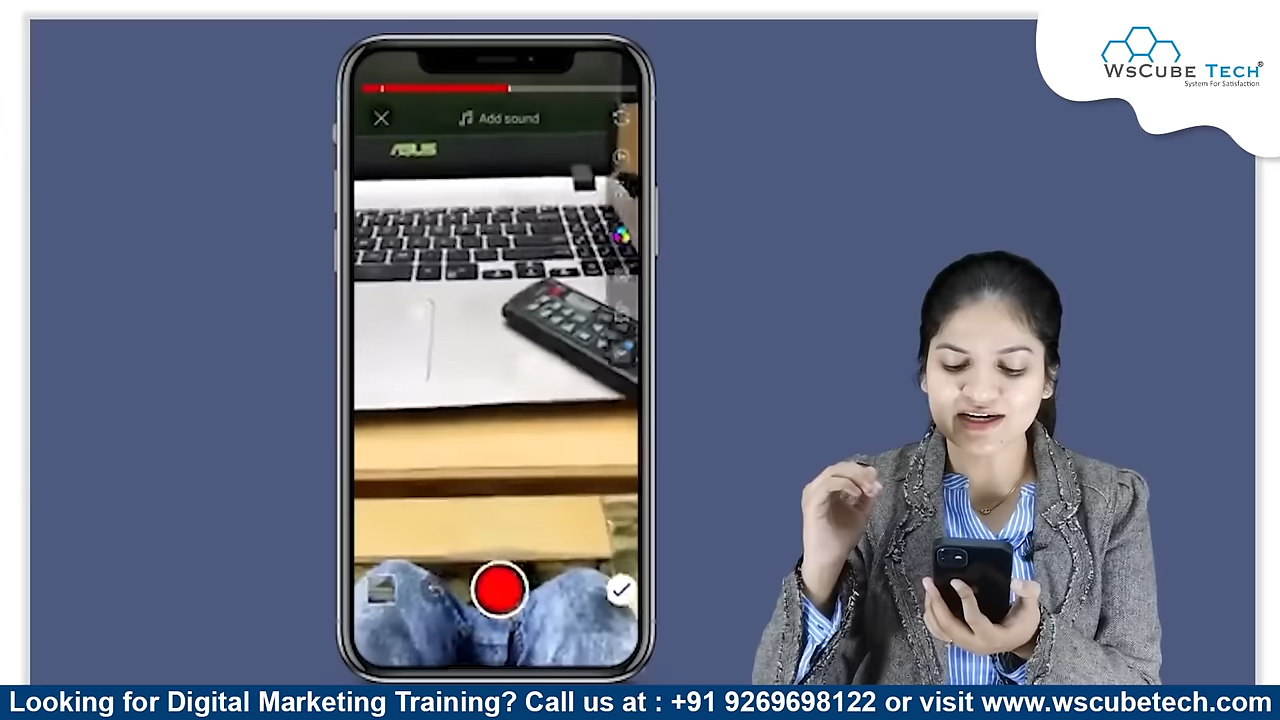 WsCube Tech®
System For Satisfaction
Add sound
ASUS
Looking for Digital Marketing Training? Call us at : +91 9269698122 or visit www.wscubetech.com